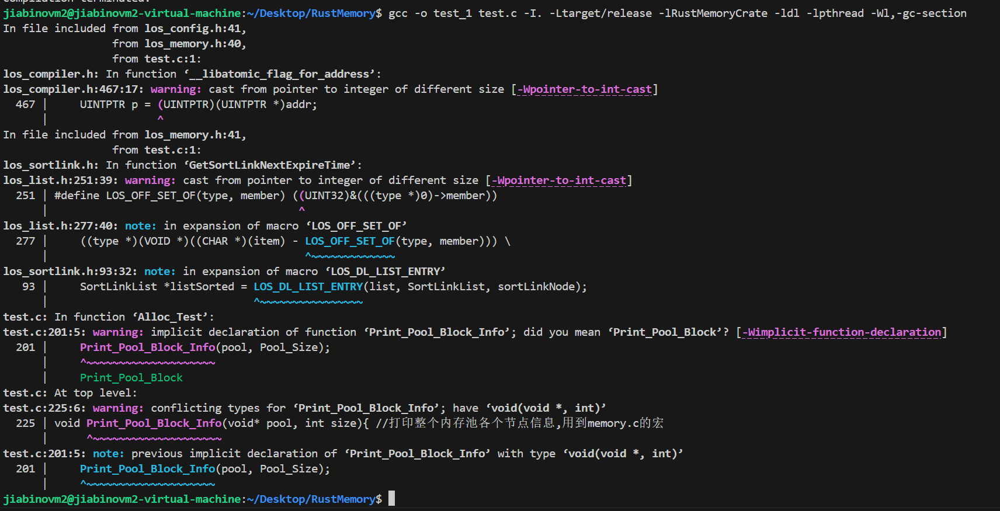 compilation terminated.
jiabinovm2@jiabinovm2-virtual-machine:~/Desktop/RustMemory$ gcc -o test_1 test.c -I. -Ltarget/release -lRustMemoryCrate -ldl -lpthread -Wl,-gc-section
In file included from los_config.h:41,
                 from los_memory.h:40,
                 from test.c:1:
los_compiler.h: In function ‘__libatomic_flag_for_address’:
los_compiler.h:467:17: warning: cast from pointer to integer of different size [-Wpointer-to-int-cast]
  467 |     UINTPTR p = (UINTPTR)(UINTPTR *)addr;
      |                 ^
In file included from los_memory.h:41,
                 from test.c:1:
los_sortlink.h: In function ‘GetSortLinkNextExpireTime’:
los_list.h:251:39: warning: cast from pointer to integer of different size [-Wpointer-to-int-cast]
  251 | #define LOS_OFF_SET_OF(type, member) ((UINT32)&(((type *)0)->member))
      |                                       ^
los_list.h:277:40: note: in expansion of macro ‘LOS_OFF_SET_OF’
  277 |     ((type *)(VOID *)((CHAR *)(item) - LOS_OFF_SET_OF(type, member))) \
      |                                        ^~~~~~~~~~~~~~
los_sortlink.h:93:32: note: in expansion of macro ‘LOS_DL_LIST_ENTRY’
   93 |     SortLinkList *listSorted = LOS_DL_LIST_ENTRY(list, SortLinkList, sortLinkNode);
      |                                ^~~~~~~~~~~~~~~~~
test.c: In function ‘Alloc_Test’:
test.c:201:5: warning: implicit declaration of function ‘Print_Pool_Block_Info’; did you mean ‘Print_Pool_Block’? [-Wimplicit-function-declaration]
  201 |     Print_Pool_Block_Info(pool, Pool_Size);
      |     ^~~~~~~~~~~~~~~~~~~~~
      |     Print_Pool_Block
test.c: At top level:
test.c:225:6: warning: conflicting types for ‘Print_Pool_Block_Info’; have ‘void(void *, int)’
  225 | void Print_Pool_Block_Info(void* pool, int size){ //打印整个内存池各个节点信息,用到memory.c的宏
      |      ^~~~~~~~~~~~~~~~~~~~~
test.c:201:5: note: previous implicit declaration of ‘Print_Pool_Block_Info’ with type ‘void(void *, int)’
  201 |     Print_Pool_Block_Info(pool, Pool_Size);
      |     ^~~~~~~~~~~~~~~~~~~~~
jiabinovm2@jiabinovm2-virtual-machine:~/Desktop/RustMemory$